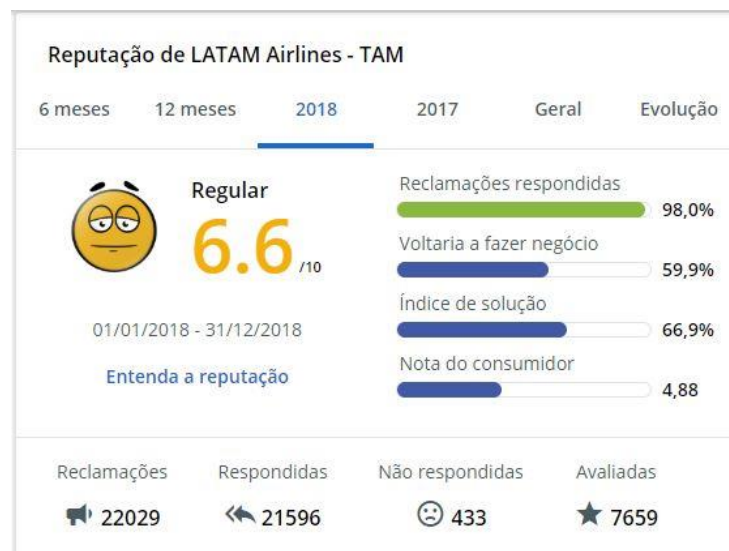 Reputação de LATAM Airlines - TAM
6 meses 12 meses 2018 2017 Geral Evolução
Regular
6.6 /10
01/01/2018 - 31/12/2018
Entenda a reputação
Reclamações respondidas
98,0%
Voltaria a fazer negócio
59,9%
Índice de solução
66,9%
Nota do consumidor
4,88
Reclamações Respondidas Não respondidas Avaliadas
22029 21596 433 7659